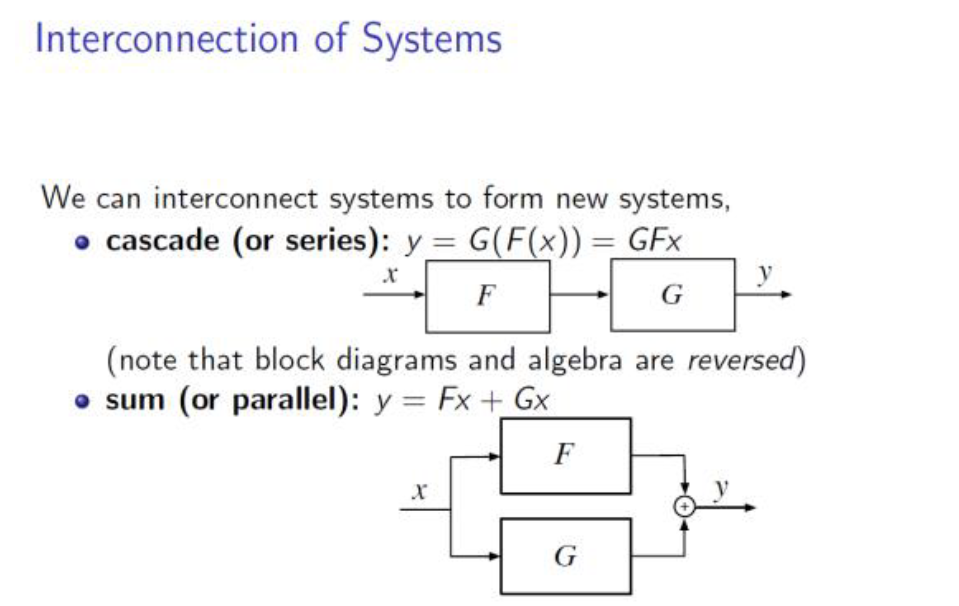 Interconnection of Systems
We can interconnect systems to form new systems,
cascade (or series): y = G(F(x)) = GFx
x F G y
(note that block diagrams and algebra are reversed)
sum (or parallel): y = Fx + Gx
F
x + y
G